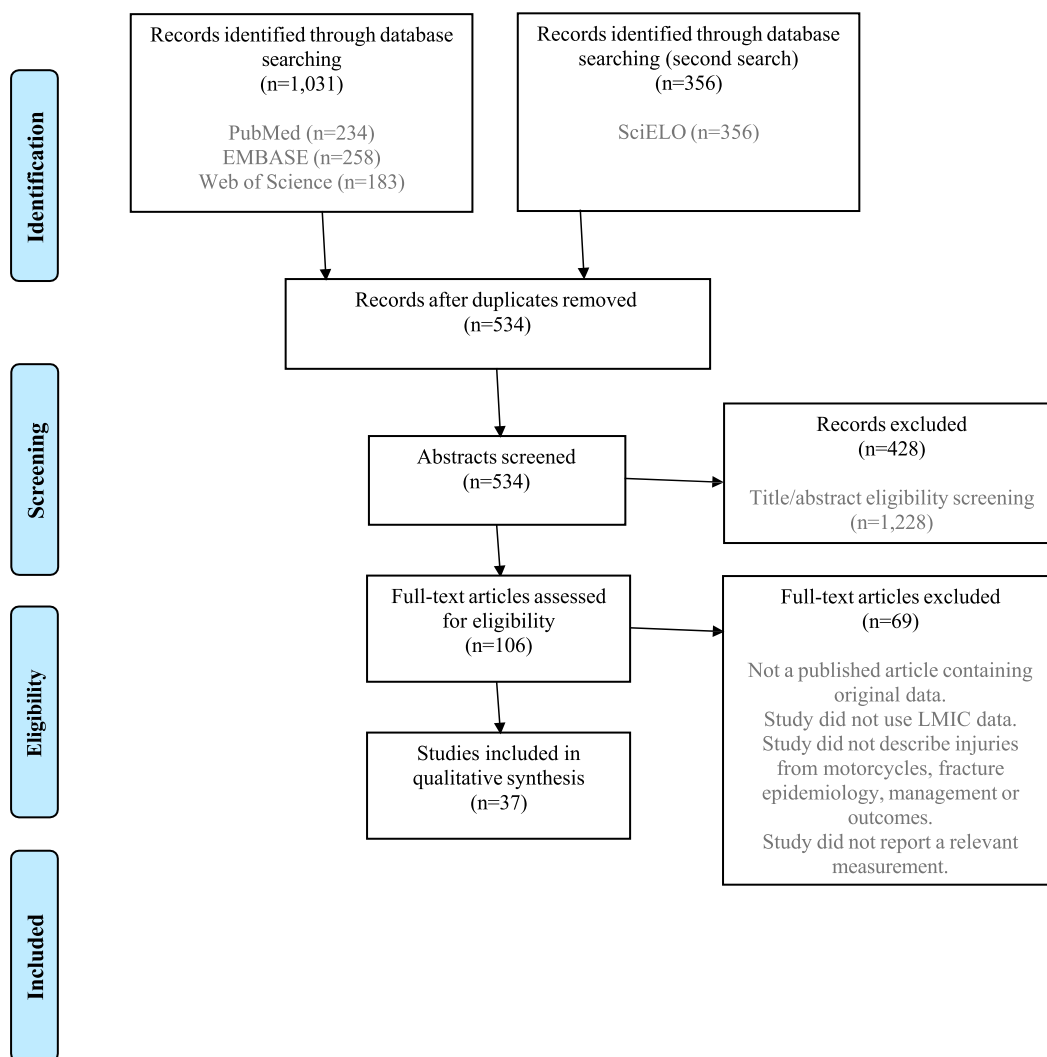 Identification
Records identified through database
searching
(n=1,031)
PubMed (n=234)
EMBASE (n=258)
Web of Science (n=183)
Records identified through database
searching (second search)
(n=356)
SciELO (n=356)
Records after duplicates removed
(n=534)
Screening
Abstracts screened
(n=534)
Records excluded
(n=428)
Title/abstract eligibility screening
(n=1,228)
Eligibility
Full-text articles assessed
for eligibility
(n=106)
Full-text articles excluded
(n=69)
Not a published article containing
original data.
Study did not use LMIC data.
Study did not describe injuries
from motorcycles, fracture
epidemiology, management or
outcomes.
Study did not report a relevant
measurement.
Studies included in
qualitative synthesis
(n=37)
Included